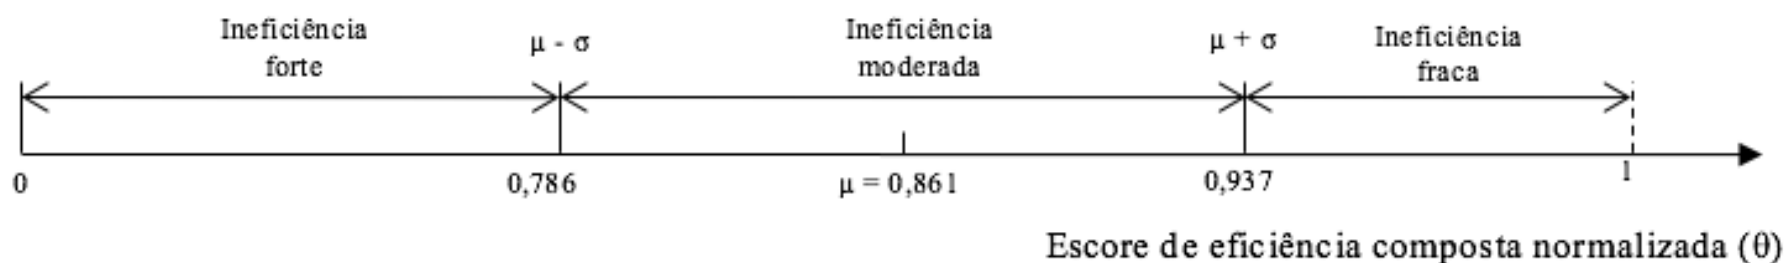 Ineficiência
forte
μ - σ
Ineficiência
moderada
μ + σ
Ineficiência
fraca
0
0,786
μ = 0,861
0,937
1
Escore de eficiência composta normalizada (θ)